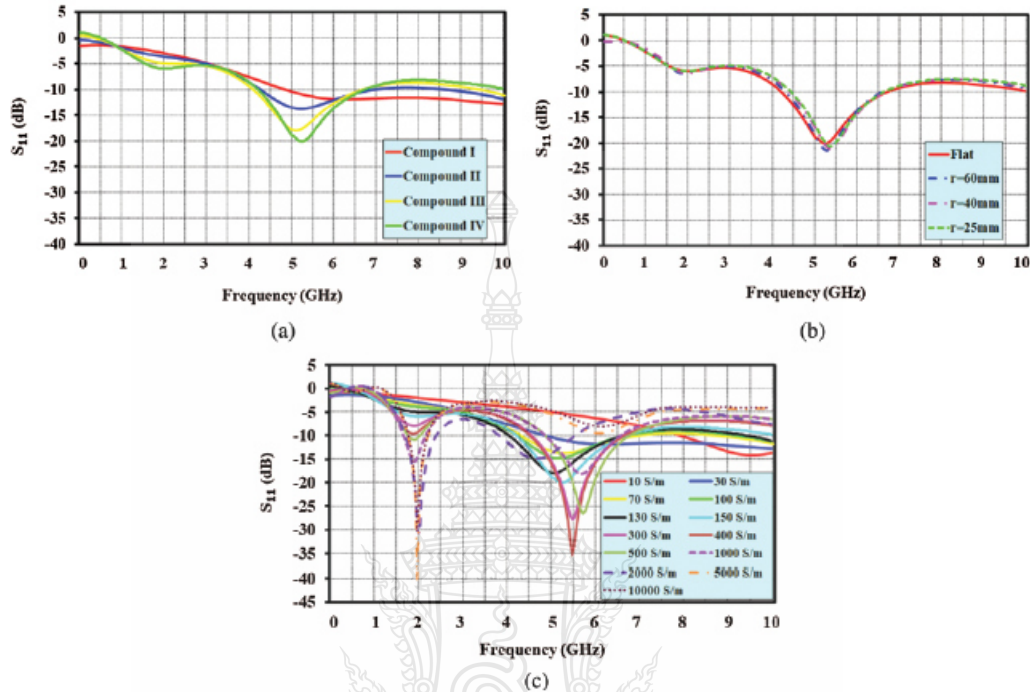 5
0
-5
-10
-15
-20
-25
-30
-35
-40
S11 (dB)
Compound I
Compound II
Compound III
Compound IV
0 1 2 3 4 5 6 7 8 9 10
Frequency (GHz)
(a)
5
0
-5
-10
-15
-20
-25
-30
-35
-40
S11 (dB)
Flat
r=60mm
r=40mm
r=25mm
0 1 2 3 4 5 6 7 8 9 10
Frequency (GHz)
(b)
5
0
-5
-10
-15
-20
-25
-30
-35
-40
-45
S11 (dB)
10 S/m 30 S/m
70 S/m 100 S/m
130 S/m 150 S/m
300 S/m 400 S/m
500 S/m 1000 S/m
2000 S/m 5000 S/m
10000 S/m
0 1 2 3 4 5 6 7 8 9 10
Frequency (GHz)
(c)